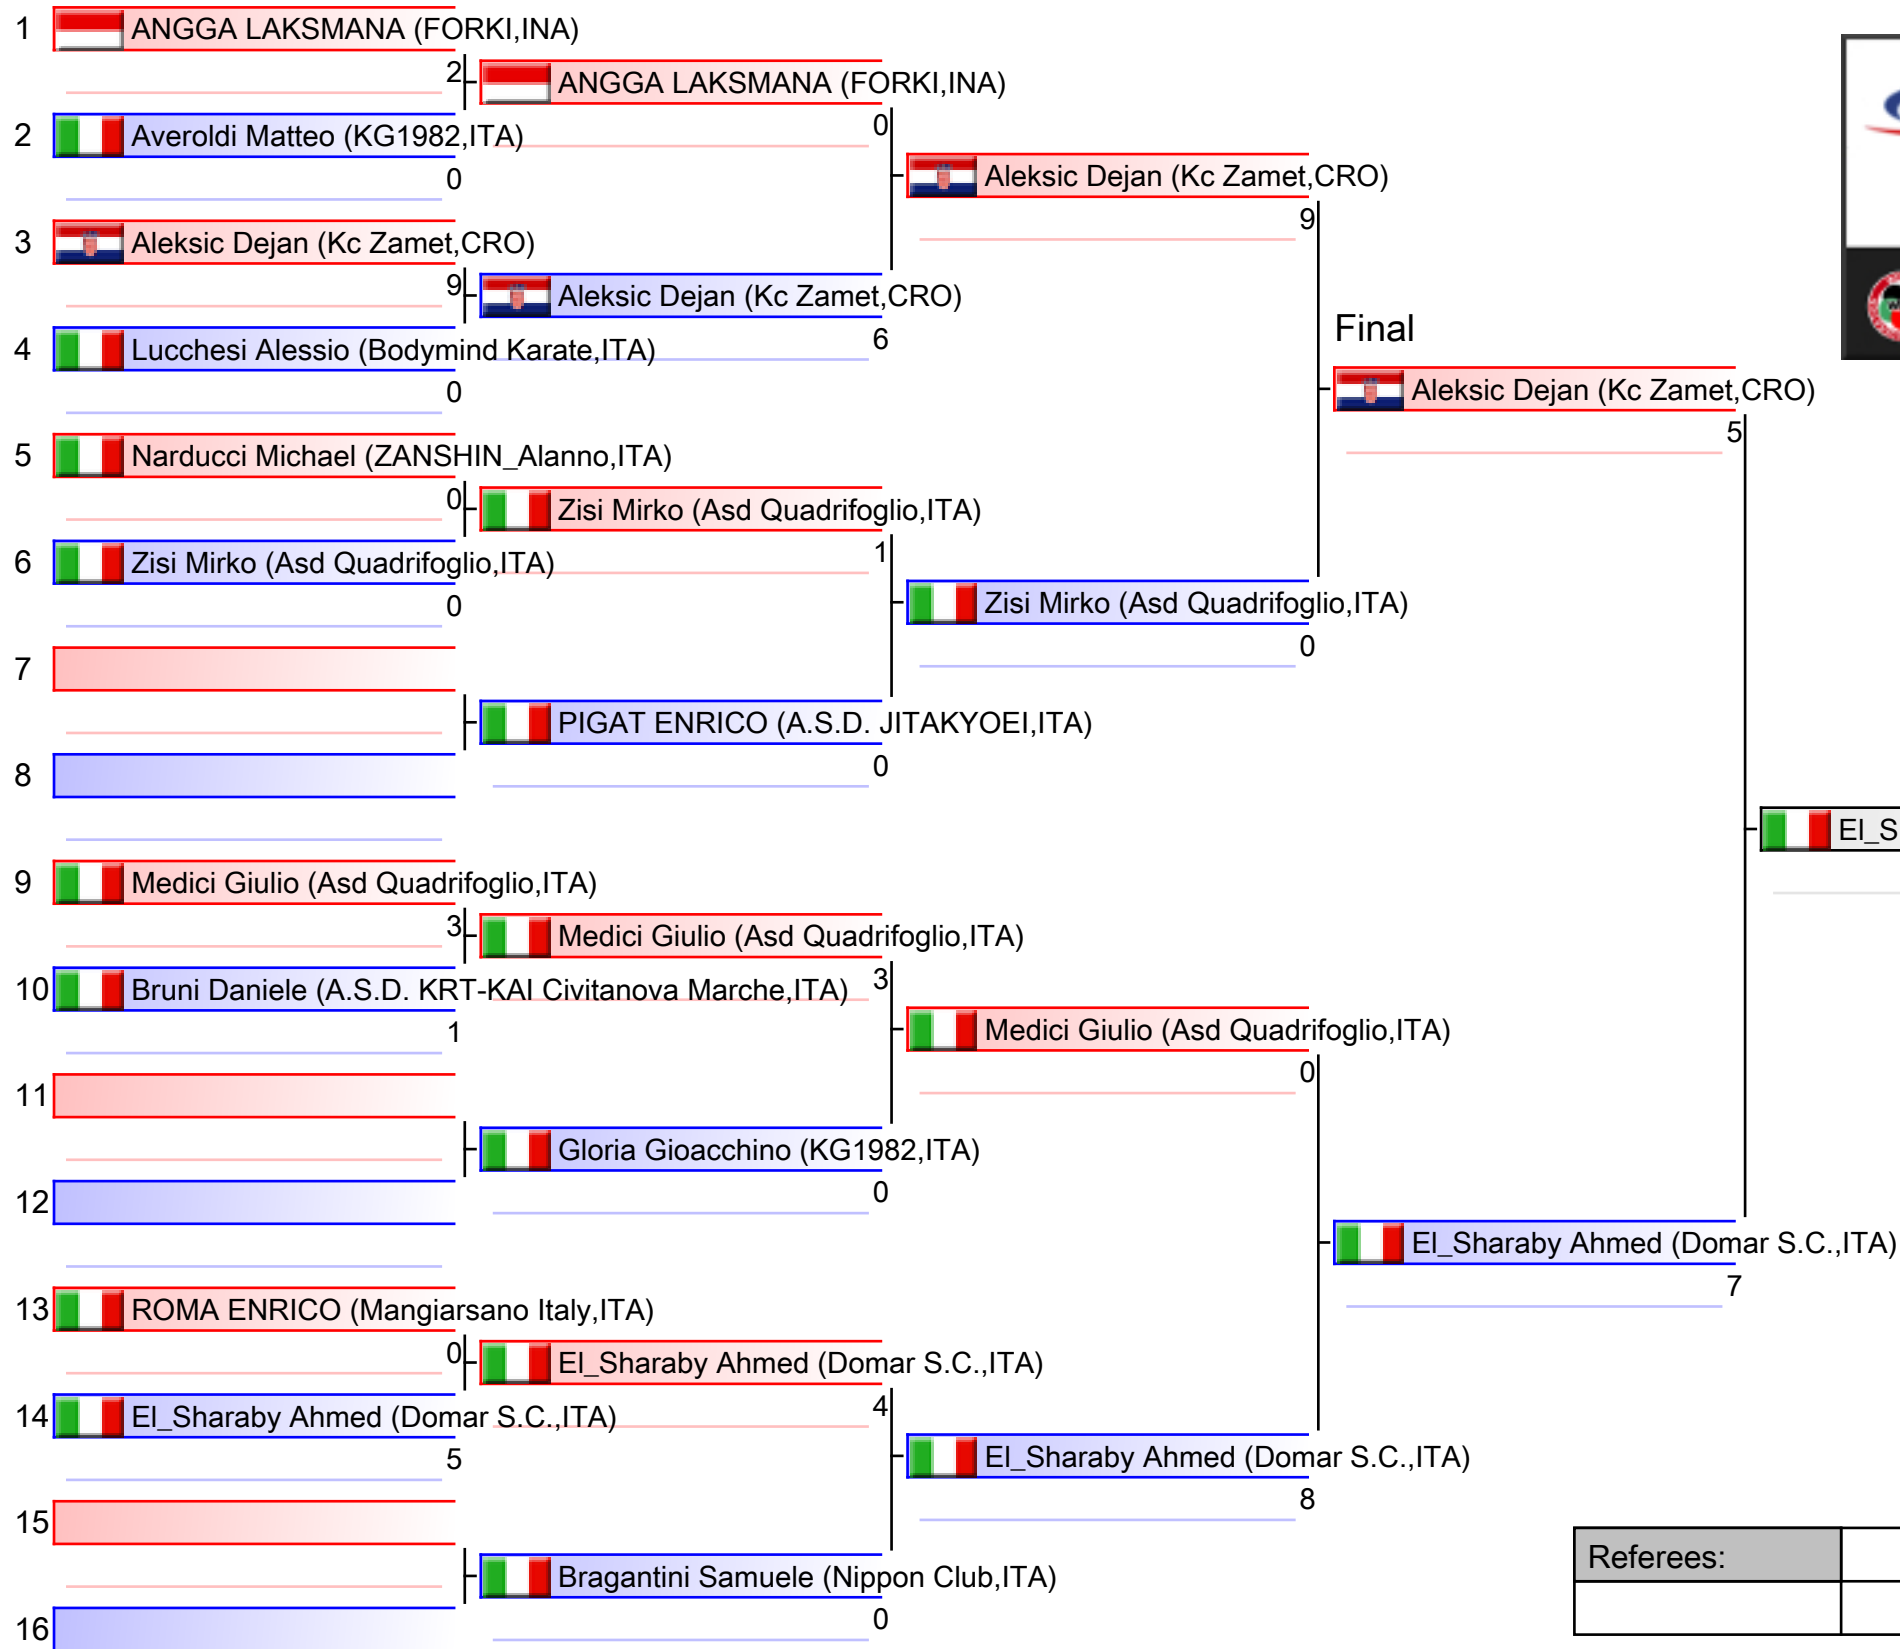 1 ANGGA LAKSMANA (FORKI,INA)
2
2 Averoldi Matteo (KG1982,ITA)
0
3 Aleksic Dejan (Kc Zamet,CRO)
9
4 Lucchesi Alessio (Bodymind Karate,ITA)
0
5 Narducci Michael (ZANSHIN_Alanno,ITA)
0
6 Zisi Mirko (Asd Quadrifoglio,ITA)
0
7
8
9 Medici Giulio (Asd Quadrifoglio,ITA)
3
10 Bruni Daniele (A.S.D. KRT-KAI Civitanova Marche,ITA)
1
11
12
13 ROMA ENRICO (Mangiarsano Italy,ITA)
0
14 El_Sharaby Ahmed (Domar S.C.,ITA)
5
15
16
ANGGA LAKSMANA (FORKI,INA)
0
Aleksic Dejan (Kc Zamet,CRO)
6
Zisi Mirko (Asd Quadrifoglio,ITA)
1
PIGAT ENRICO (A.S.D. JITAKYOEI,ITA)
0
Medici Giulio (Asd Quadrifoglio,ITA)
3
Gloria Gioacchino (KG1982,ITA)
0
El_Sharaby Ahmed (Domar S.C.,ITA)
4
Bragantini Samuele (Nippon Club,ITA)
0
Aleksic Dejan (Kc Zamet,CRO)
9
Zisi Mirko (Asd Quadrifoglio,ITA)
0
Medici Giulio (Asd Quadrifoglio,ITA)
0
El_Sharaby Ahmed (Domar S.C.,ITA)
8
Final
Aleksic Dejan (Kc Zamet,CRO)
5
El_Sharaby Ahmed (Domar S.C.,ITA)
7
El_S
Referees: